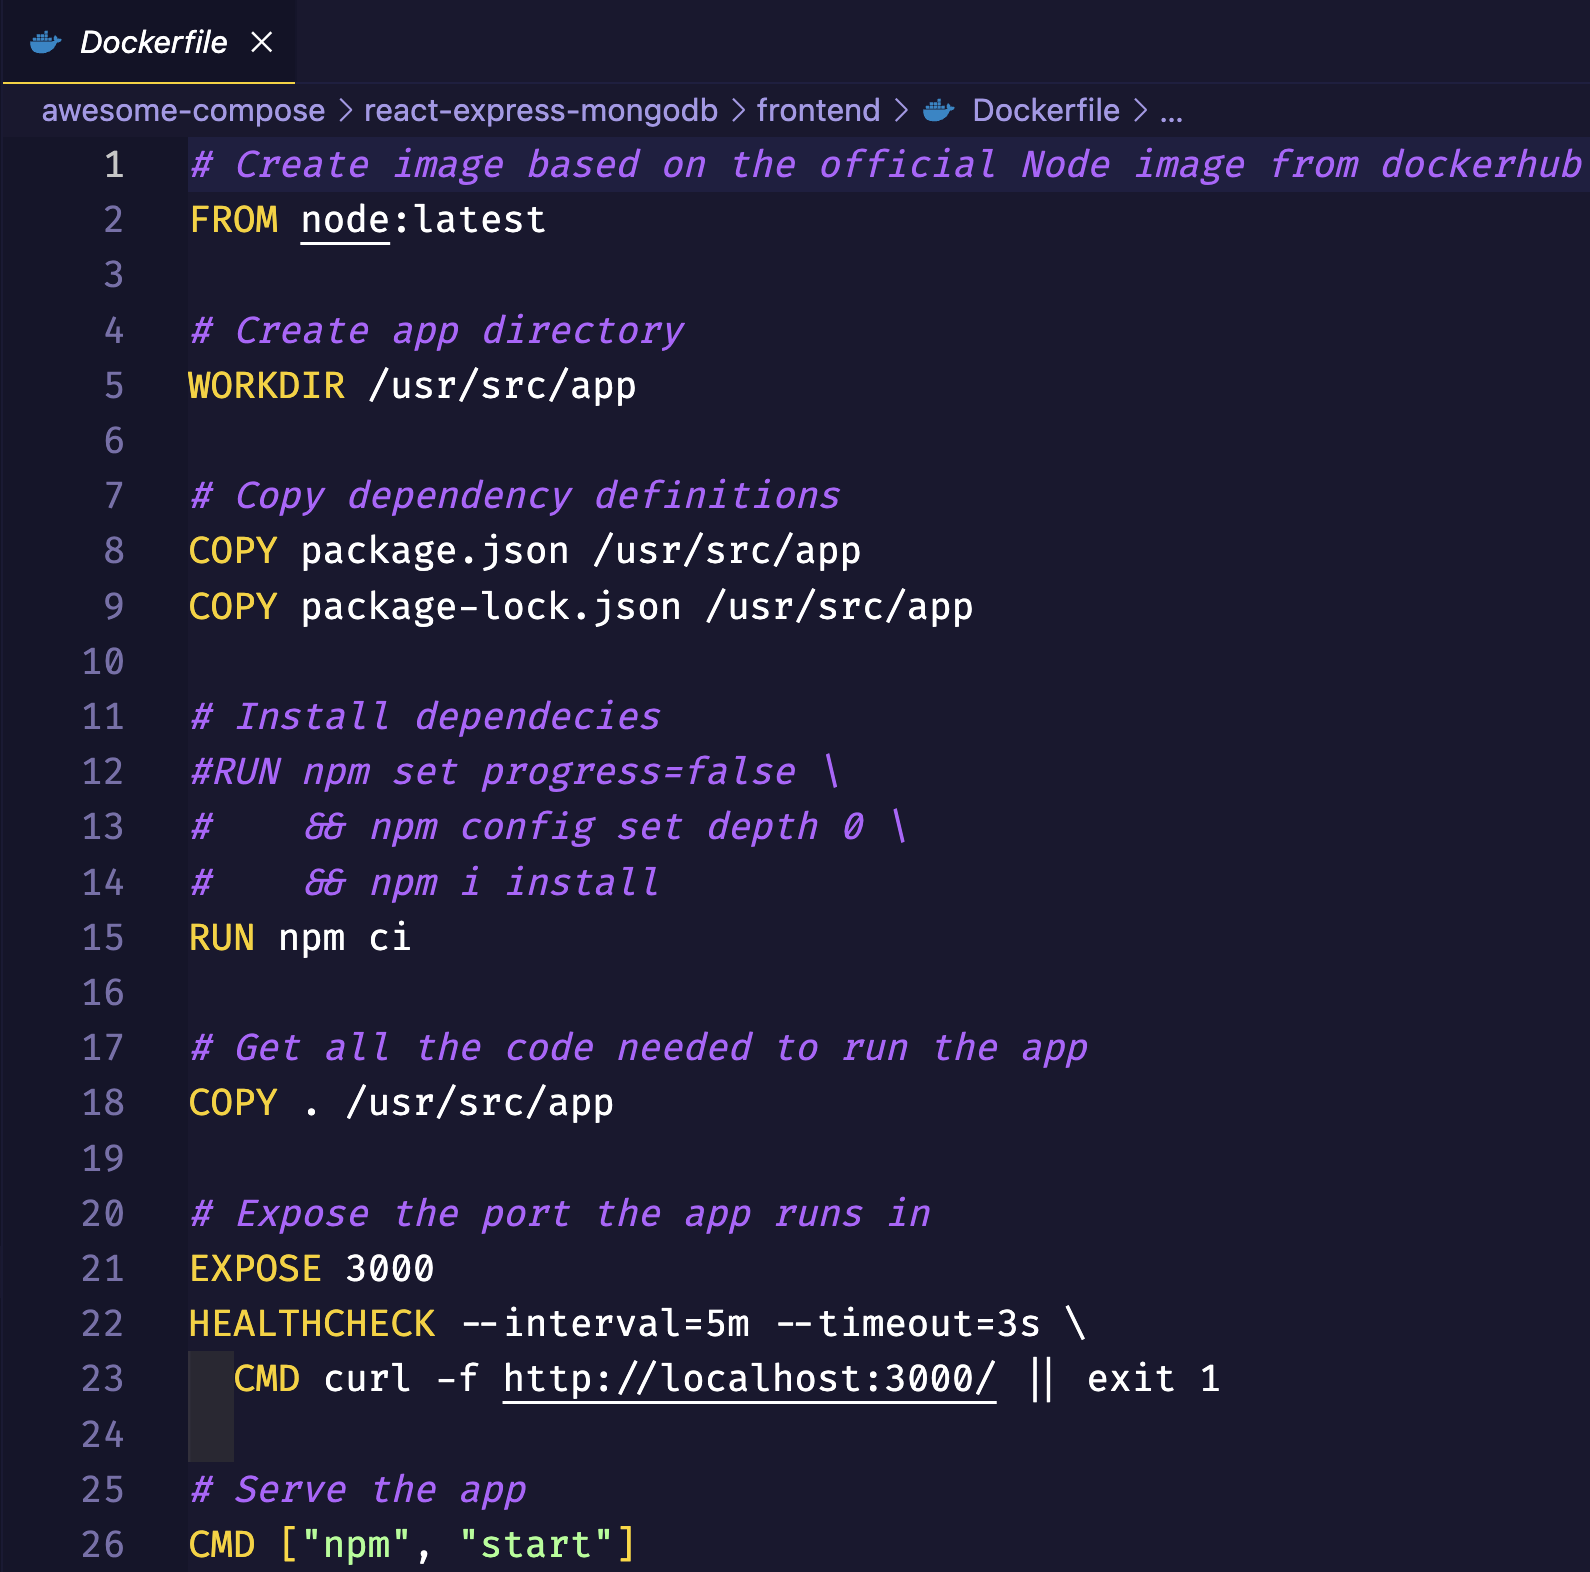 Dockerfile
awesome-compose > react-express-mongodb > frontend > Dockerfile > ...
1 # Create image based on the official Node image from dockerhub
2 FROM node:latest
3
4 # Create app directory
5 WORKDIR /usr/src/app
6
7 # Copy dependency definitions
8 COPY package.json /usr/src/app
9 COPY package-lock.json /usr/src/app
10
11 # Install dependecies
12 #RUN npm set progress=false \
13 #    && npm config set depth 0 \
14 #    && npm i install
15 RUN npm ci
16
17 # Get all the code needed to run the app
18 COPY . /usr/src/app
19
20 # Expose the port the app runs in
21 EXPOSE 3000
22 HEALTHCHECK --interval=5m --timeout=3s \
23   CMD curl -f http://localhost:3000/ || exit 1
24
25 # Serve the app
26 CMD ["npm", "start"]